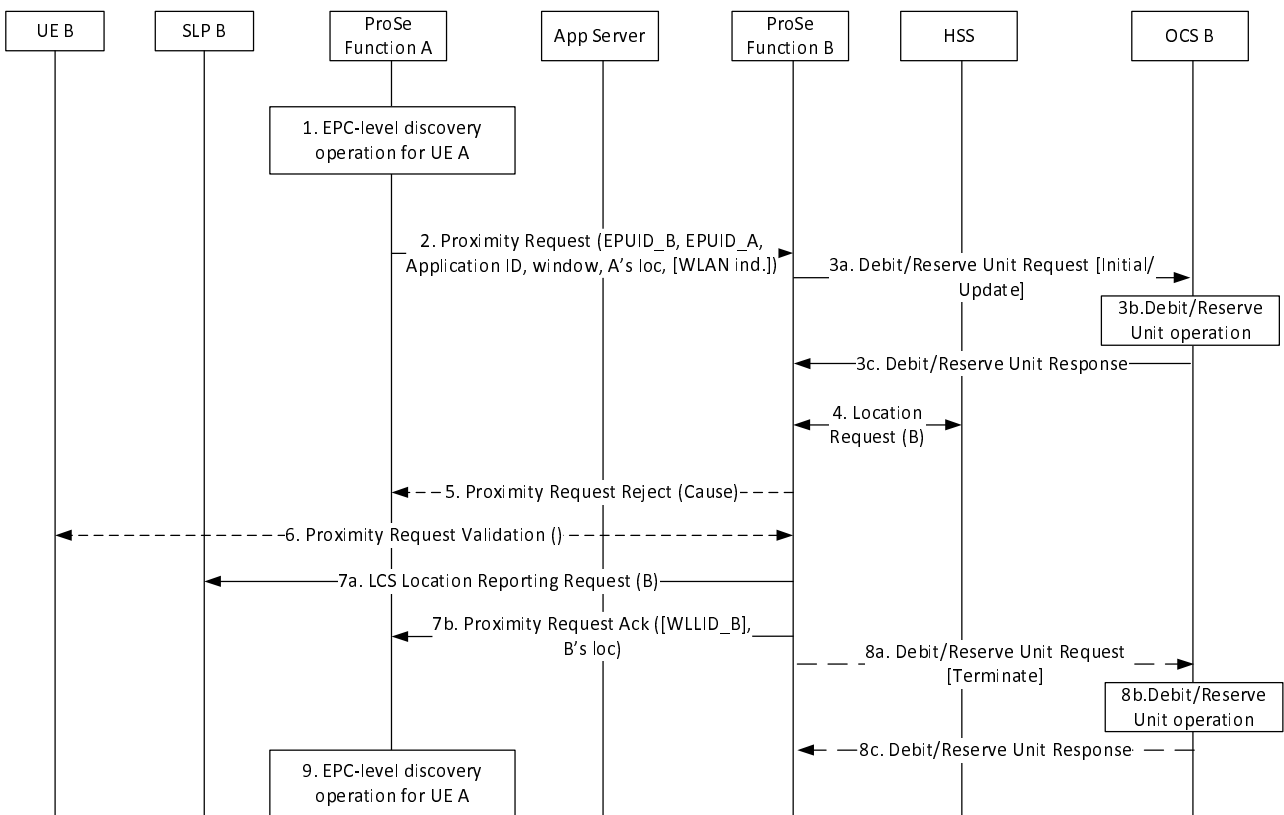 UE B
SLP B
ProSe
Function A
App Server
ProSe
Function B
HSS
OCS B
1. EPC-level discovery
operation for UE A
2. Proximity Request (EPUID_B, EPUID_A,
Application ID, window, A's loc, [WLAN ind.])
3a. Debit/Reserve Unit Request [Initial/
Update]
3b.Debit/Reserve
Unit operation
3c. Debit/Reserve Unit Response
4. Location
Request (B)
5. Proximity Request Reject (Cause)
6. Proximity Request Validation ()
7a. LCS Location Reporting Request (B)
7b. Proximity Request Ack ([WLLID_B],
B's loc)
8a. Debit/Reserve Unit Request
[Terminate]
8b.Debit/Reserve
Unit operation
8c. Debit/Reserve Unit Response
9. EPC-level discovery
operation for UE A